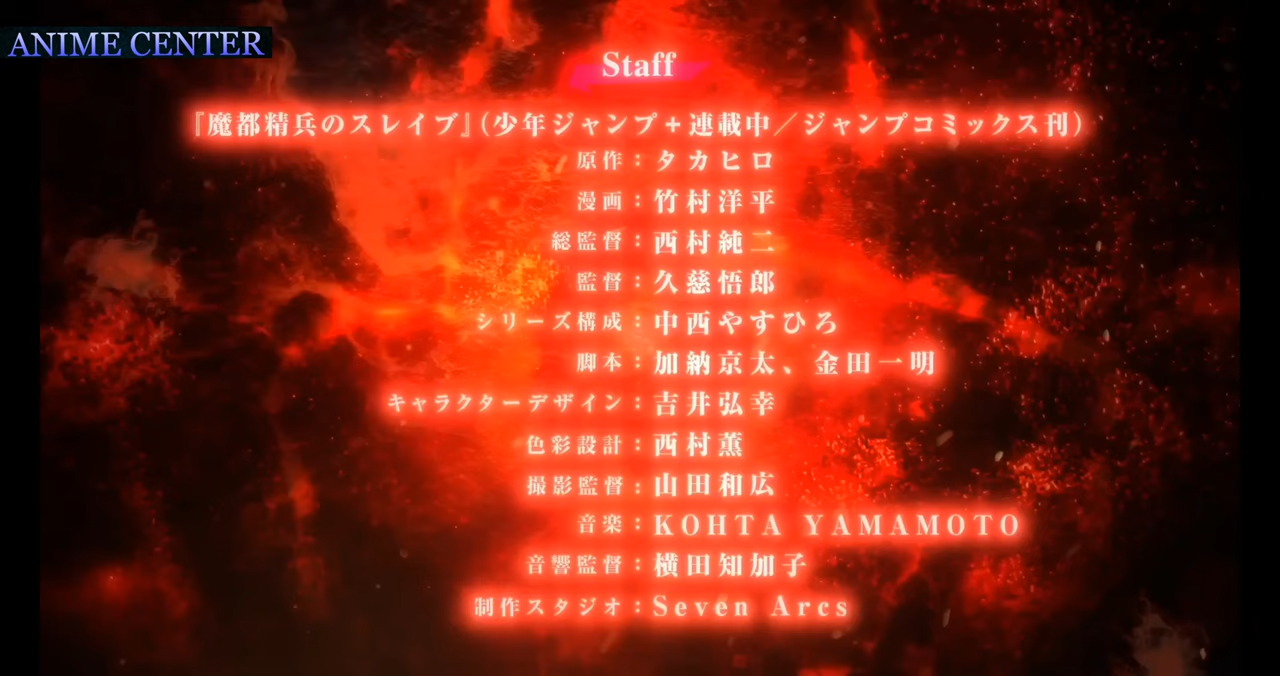 ANIME CENTER
Staff
『魔都精兵のスレイブ』(少年ジャンプ+連載中/ジャンプコミックス刊)
原作：タカヒロ
漫画：竹村洋平
総監督：西村純二
監督：久慈悟郎
シリーズ構成：中西やすひろ
脚本：加納京太、金田一明
キャラクターデザイン：吉井弘幸
色彩設計：西村薫
撮影監督：山田和広
音楽：KOHTA YAMAMOTO
音響監督：横田知加子
制作スタジオ：Seven Arcs